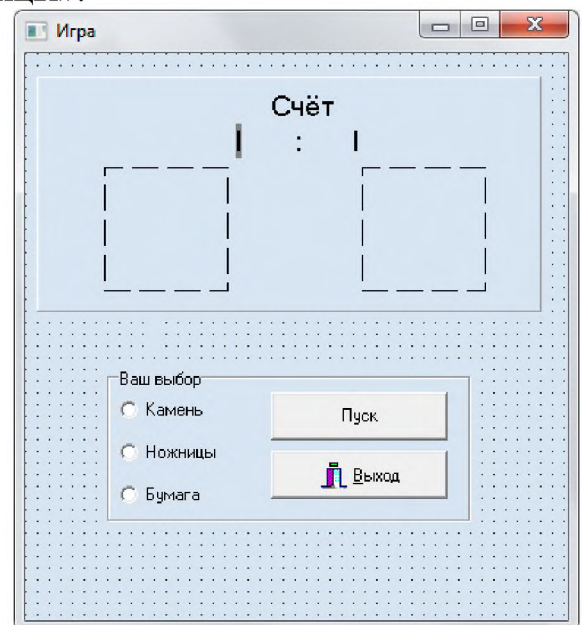 Игра
Счёт
I : I
Ваш выбор
Камень
Ножницы
Бумага
Пуск
Выход